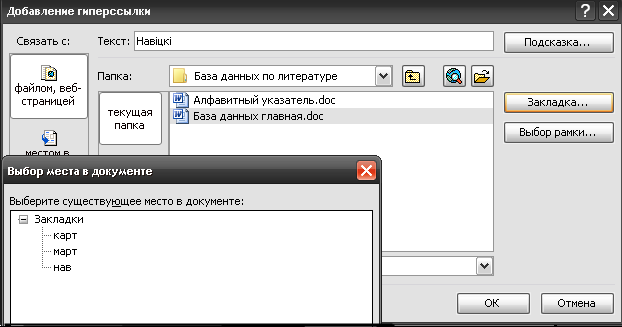 Добавление гиперссылки
Связать с:
Текст: Навіцкі
Подсказка...
Папка: База данных по литературе
файлом, веб-
страницей
текущая
папка
Алфавитный указатель.doc
База данных главная.doc
Закладка...
Выбор рамки...
местом в
Выбор места в документе
Выберите существующее место в документе:
Закладки
карт
март
нав
ОК
Отмена